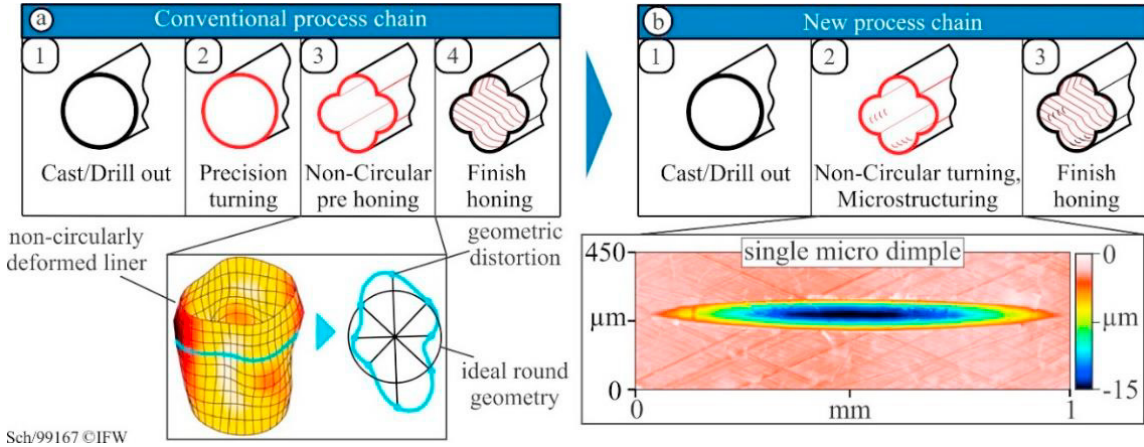 a Conventional process chain
1 2 3 4
Cast/Drill out
Precision
turning
Non-Circular
pre honing
Finish
honing
non-circularly
deformed liner
geometric
distortion
ideal round
geometry
b New process chain
1 2 3
Cast/Drill out
Non-Circular turning,
Microstructuring
Finish
honing
single micro dimple
450
μm
0
0 mm 1
0
μm
-15
Sch/99167 ©IFW